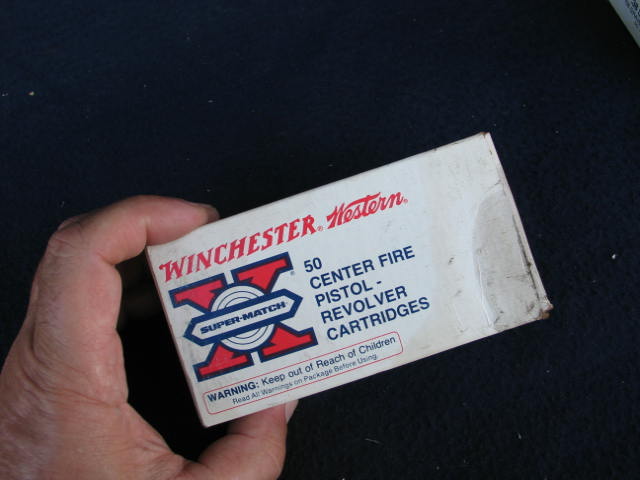 WINCHESTER® Western®
X®
SUPER-MATCH
50
CENTER FIRE
PISTOL -
REVOLVER
CARTRIDGES
WARNING: Keep out of Reach of Children
Read All Warnings on Package Before Using.